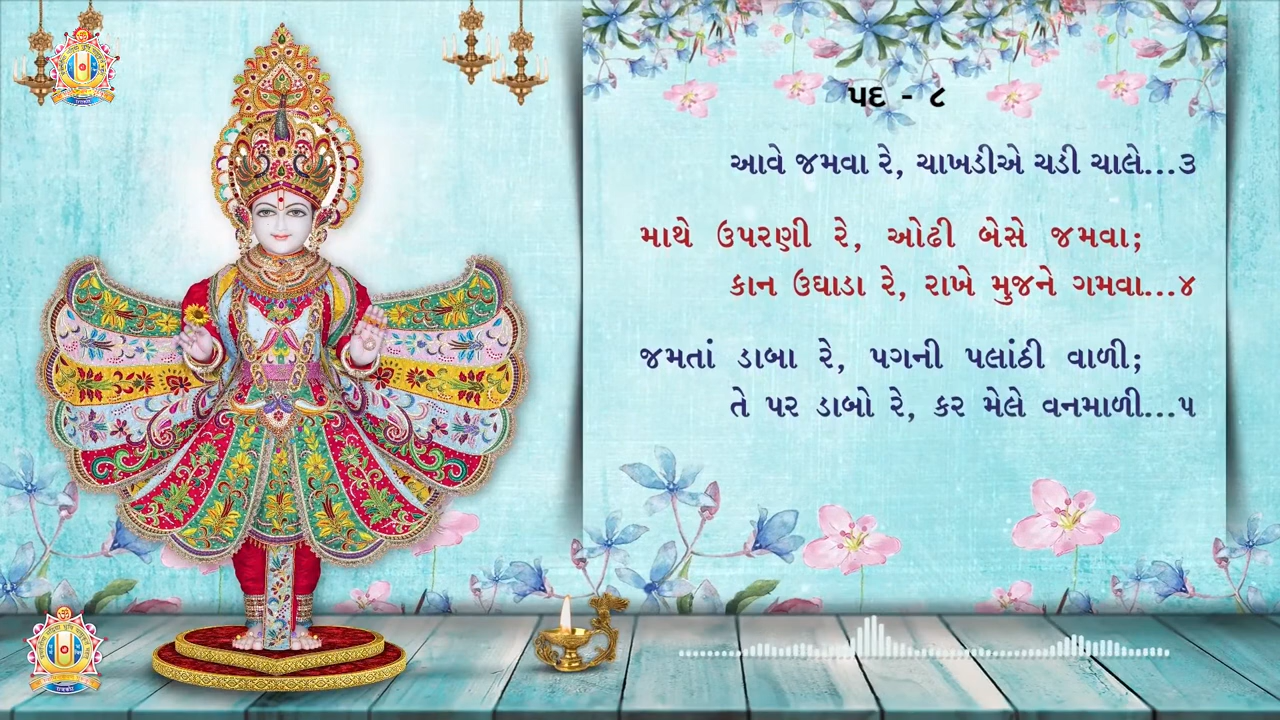 પદ - ૮
આવે જમવા રે, ચાખડીએ ચડી ચાલે...૩
માથે ઉપરણી રે, ઓઢી બેસે જમવા;
કાન ઉઘાડા રે, રાખે મુજને ગમવા...૪
જમતાં ડાબા રે, પગની પલાંઠી વાળી;
તે પર ડાબો રે, કર મેલે વનમાળી...૫